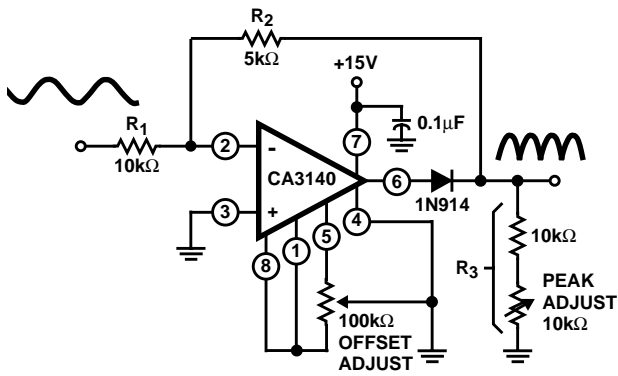 R2
5kΩ
+15V
R1
10kΩ
0.1μF
7
2
-
CA3140
6
1N914
3
+
4
5
1
8
10kΩ
R3
100kΩ
OFFSET
ADJUST
PEAK
ADJUST
10kΩ